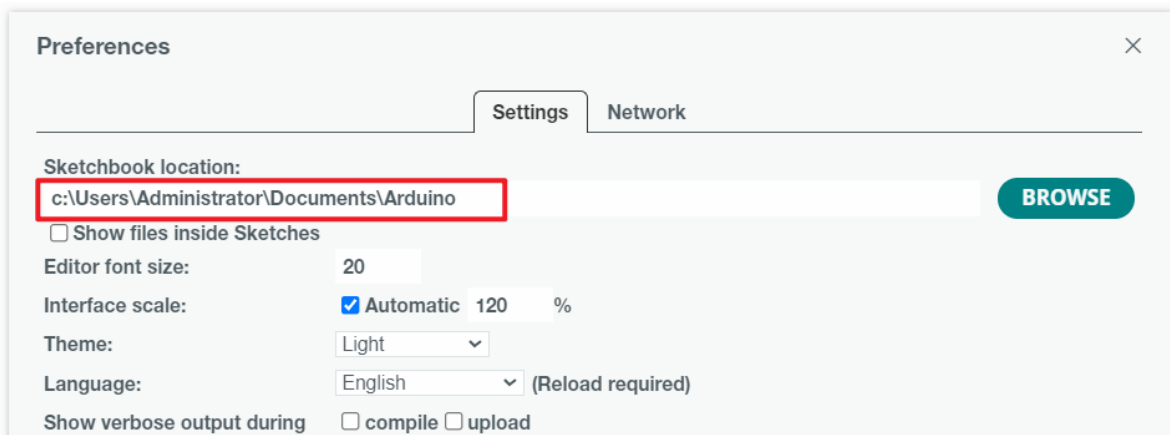 Preferences
Settings Network
Sketchbook location:
c:\Users\Administrator\Documents\Arduino BROWSE
Show files inside Sketches
Editor font size: 20
Interface scale: Automatic 120 %
Theme: Light
Language: English (Reload required)
Show verbose output during compile upload